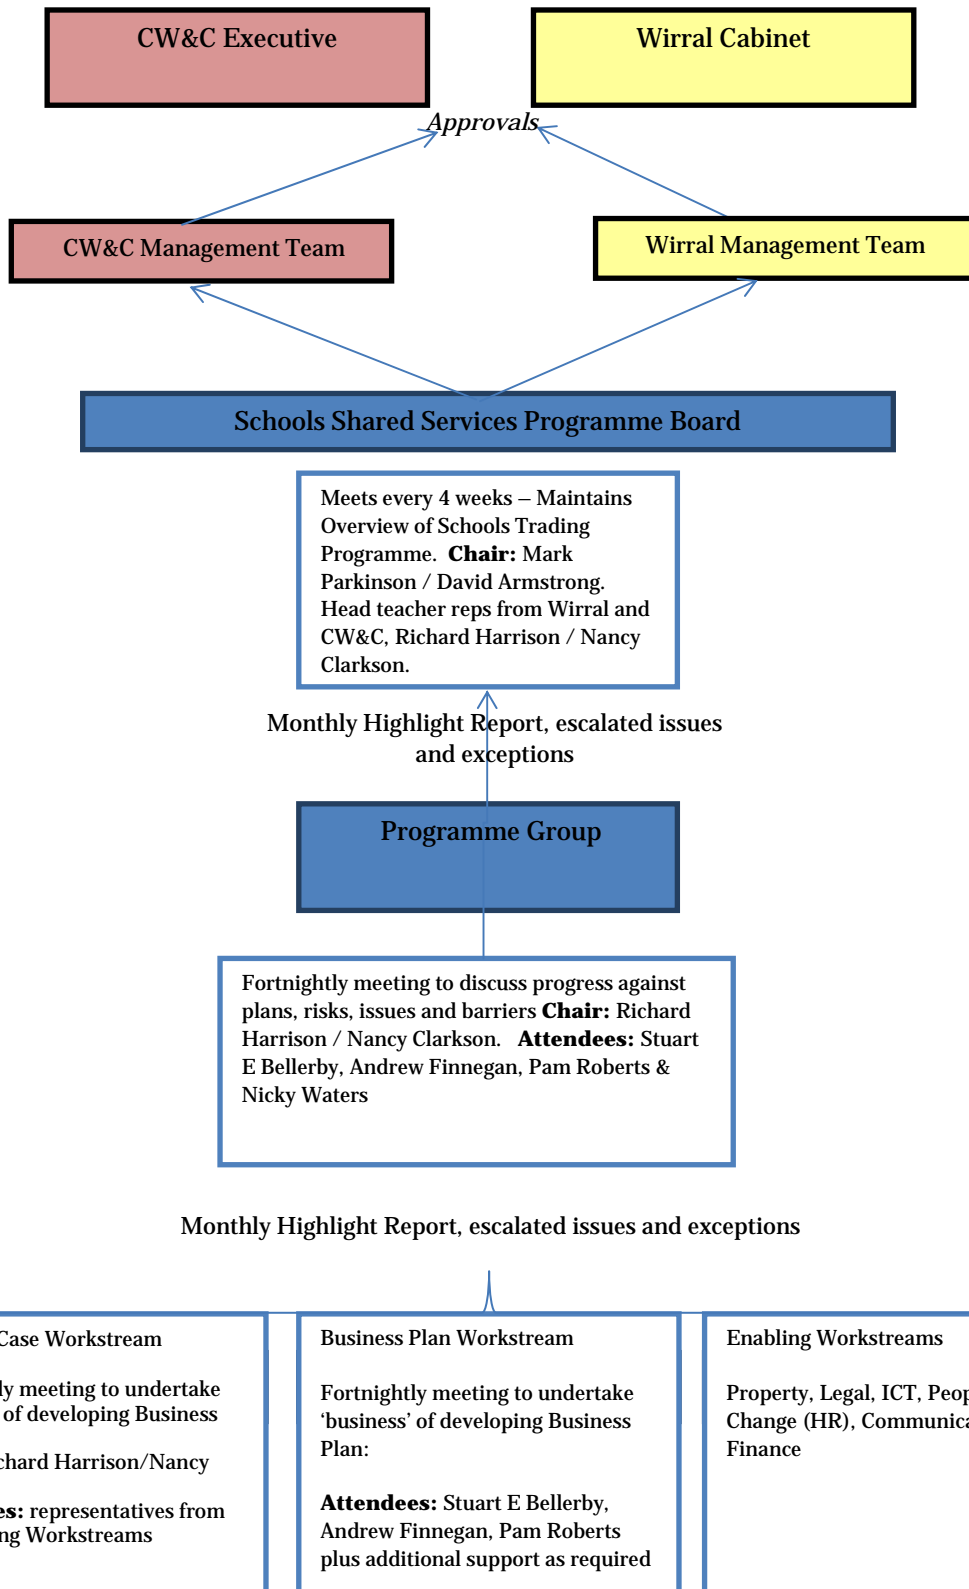 CW&C Executive
Wirral Cabinet
Approvals
CW&C Management Team
Wirral Management Team
Schools Shared Services Programme Board
Meets every 4 weeks – Maintains
Overview of Schools Trading
Programme. Chair: Mark
Parkinson / David Armstrong.
Head teacher reps from Wirral and
CW&C, Richard Harrison / Nancy
Clarkson.
Monthly Highlight Report, escalated issues
and exceptions
Programme Group
Fortnightly meeting to discuss progress against
plans, risks, issues and barriers Chair: Richard
Harrison / Nancy Clarkson. Attendees: Stuart
E Bellerby, Andrew Finnegan, Pam Roberts &
Nicky Waters
Monthly Highlight Report, escalated issues and exceptions
Case Workstream
meeting to undertake
of developing Business
Harrison/Nancy
representatives from
Workstreams
Business Plan Workstream
Fortnightly meeting to undertake
‘business’ of developing Business
Plan:
Attendees: Stuart E Bellerby,
Andrew Finnegan, Pam Roberts
plus additional support as required
Enabling Workstreams
Property, Legal, ICT,
Change (HR),
Finance